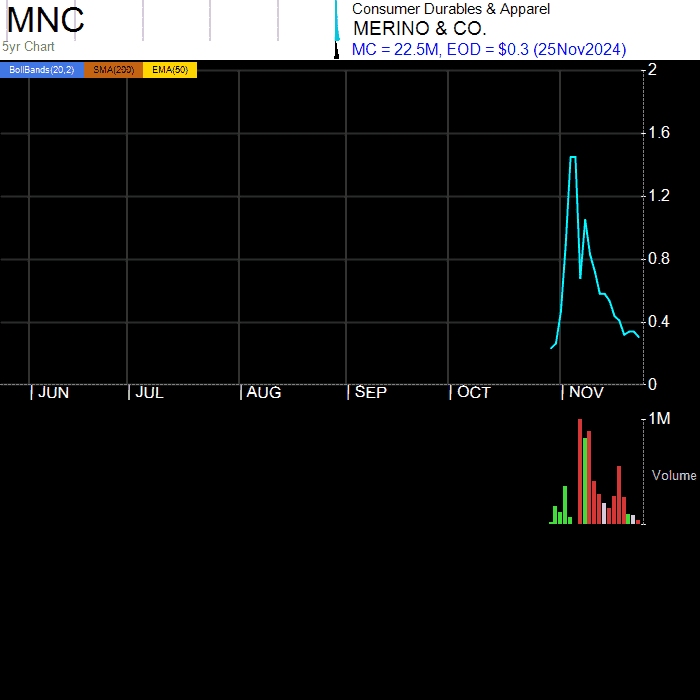 MNC
5yr Chart
Consumer Durables & Apparel
MERINO & CO.
MC = 22.5M, EOD = $0.3 (25Nov2024)
BollBands(20,2) SMA(200) EMA(50)
2
1.6
1.2
0.8
0.4
0
| JUN | JUL | AUG | SEP | OCT | NOV
1M
Volume